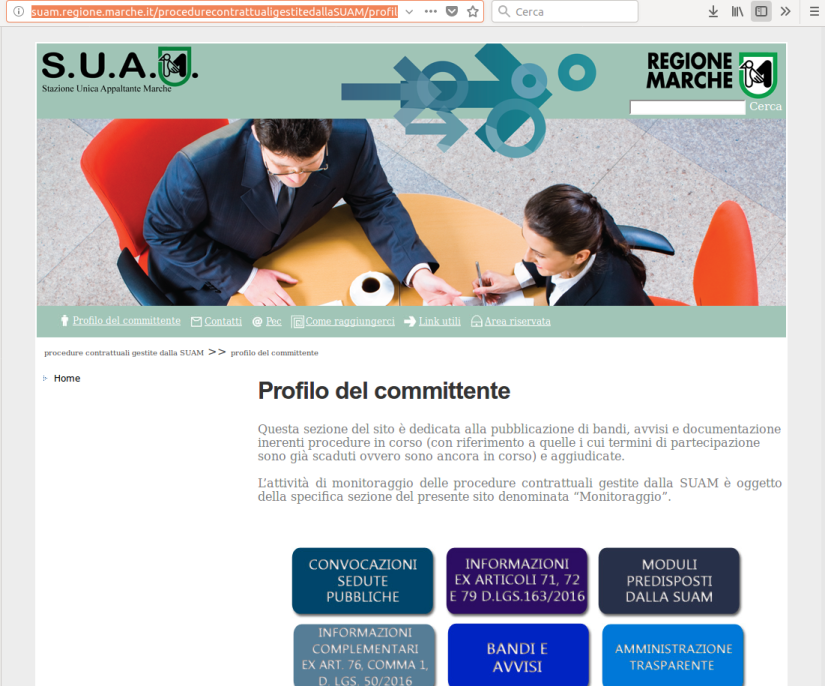 suam.regione.marche.it/procedurecontrattualigestitedallaSUAM/profil
Cerca
S.U.A.M.
Stazione Unica Appaltante Marche
REGIONE
MARCHE
Cerca
Profilo del committente Contatti @ Pec Come raggiungerci Link utili Area riservata
procedure contrattuali gestite dalla SUAM >> profilo del committente
Home
Profilo del committente
Questa sezione del sito è dedicata alla pubblicazione di bandi, avvisi e documentazione
inerenti procedure in corso (con riferimento a quelle i cui termini di partecipazione
sono già scaduti ovvero sono ancora in corso) e aggiudicate.
L'attività di monitoraggio delle procedure contrattuali gestite dalla SUAM è oggetto
della specifica sezione del presente sito denominata “Monitoraggio”.
CONVOCAZIONI
SEDUTE
PUBBLICHE
INFORMAZIONI
EX ARTICOLI 71, 72
E 79 D.LGS.163/2016
MODULI
PREDISPOSTI
DALLA SUAM
INFORMAZIONI
COMPLEMENTARI
EX ART. 76, COMMA 1,
D. LGS. 50/2016
BANDI E
AVVISI
AMMINISTRAZIONE
TRASPARENTE